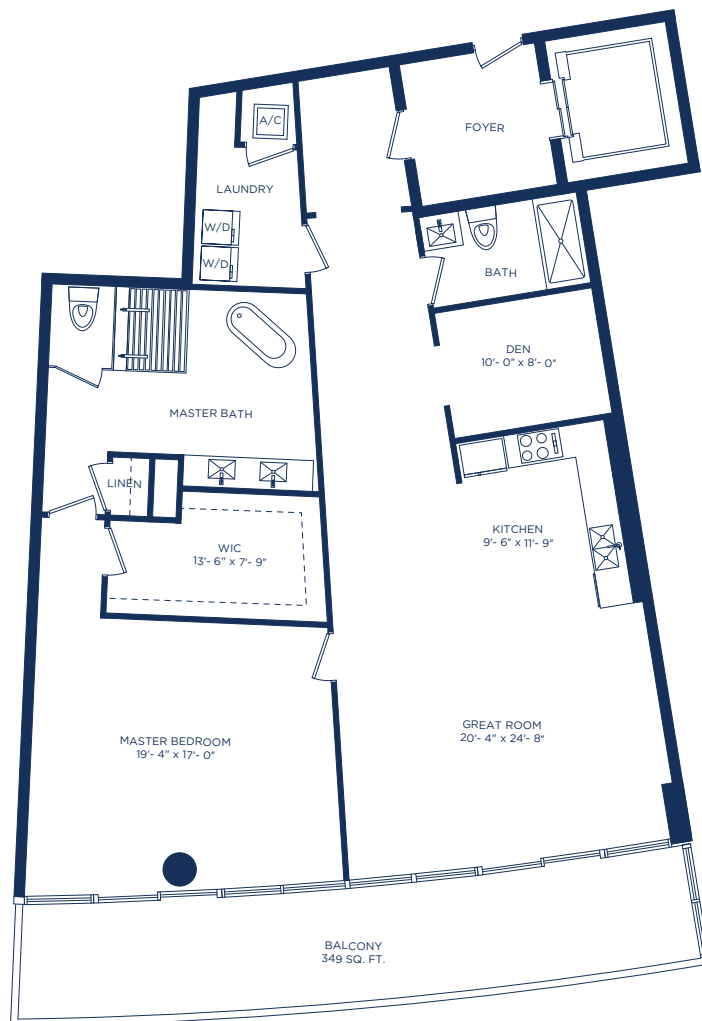 A/C
FOYER
LAUNDRY
W/D
W/D
BATH
DEN
10'- 0" x 8'- 0"
MASTER BATH
LINEN
KITCHEN
9'- 6" x 11'- 9"
WIC
13'- 6" x 7'- 9"
GREAT ROOM
20'- 4" x 24'- 8"
MASTER BEDROOM
19'- 4" x 17'- 0"
BALCONY
349 SQ. FT.